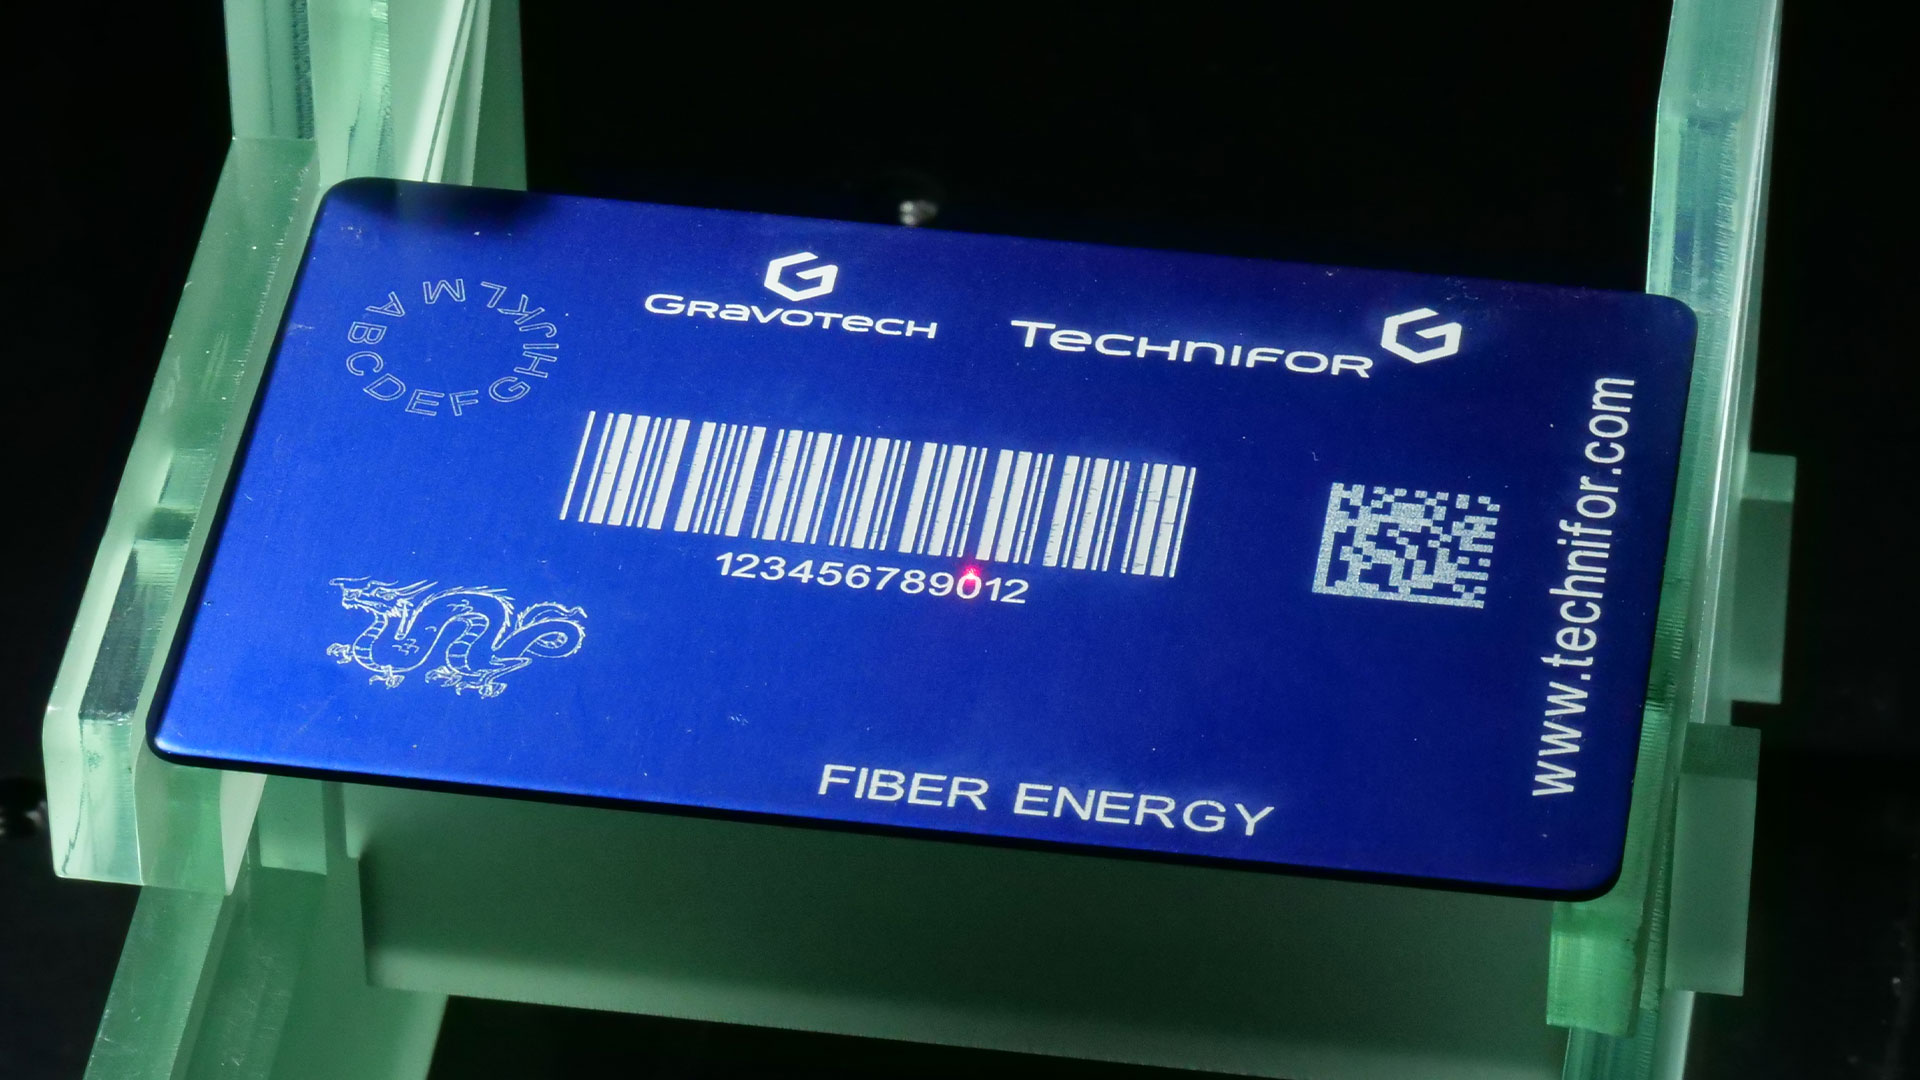 GRavOTecH
TecHnIFOR
ABCDEFGHIJKLM
123456789012
www.technifor.com
FIBER ENERGY